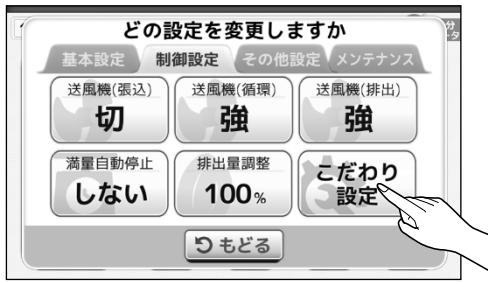 どの設定を変更しますか
基本設定 制御設定 その他設定 メンテナンス
送風機(張込) 送風機(循環) 送風機(排出)
切 強 強
満量自動停止 排出量調整 こだわり
しない 100% 設定
もどる